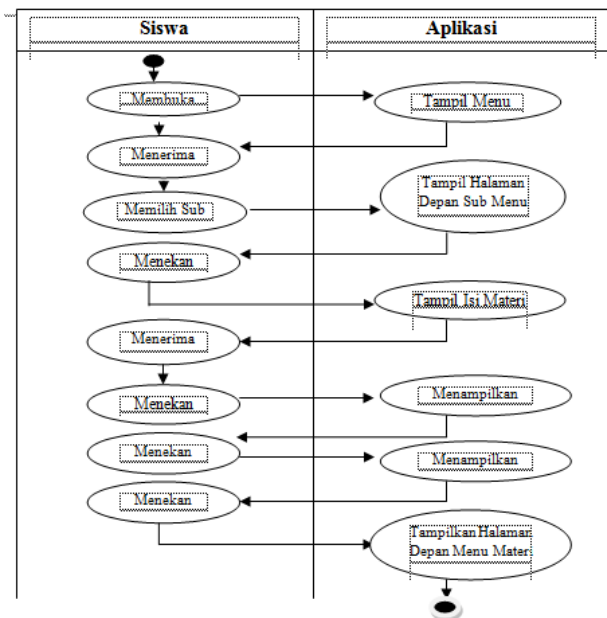 Siswa
Aplikasi
Membuka
Tampil Menu
Menerima
Memilih Sub
Tampil Halaman
Depan Sub Menu
Menekan
Tampil Isi Materi
Menerima
Menekan
Menampilkan
Menekan
Menampilkan
Menekan
Tampilkan Halaman
Depan Menu Mater